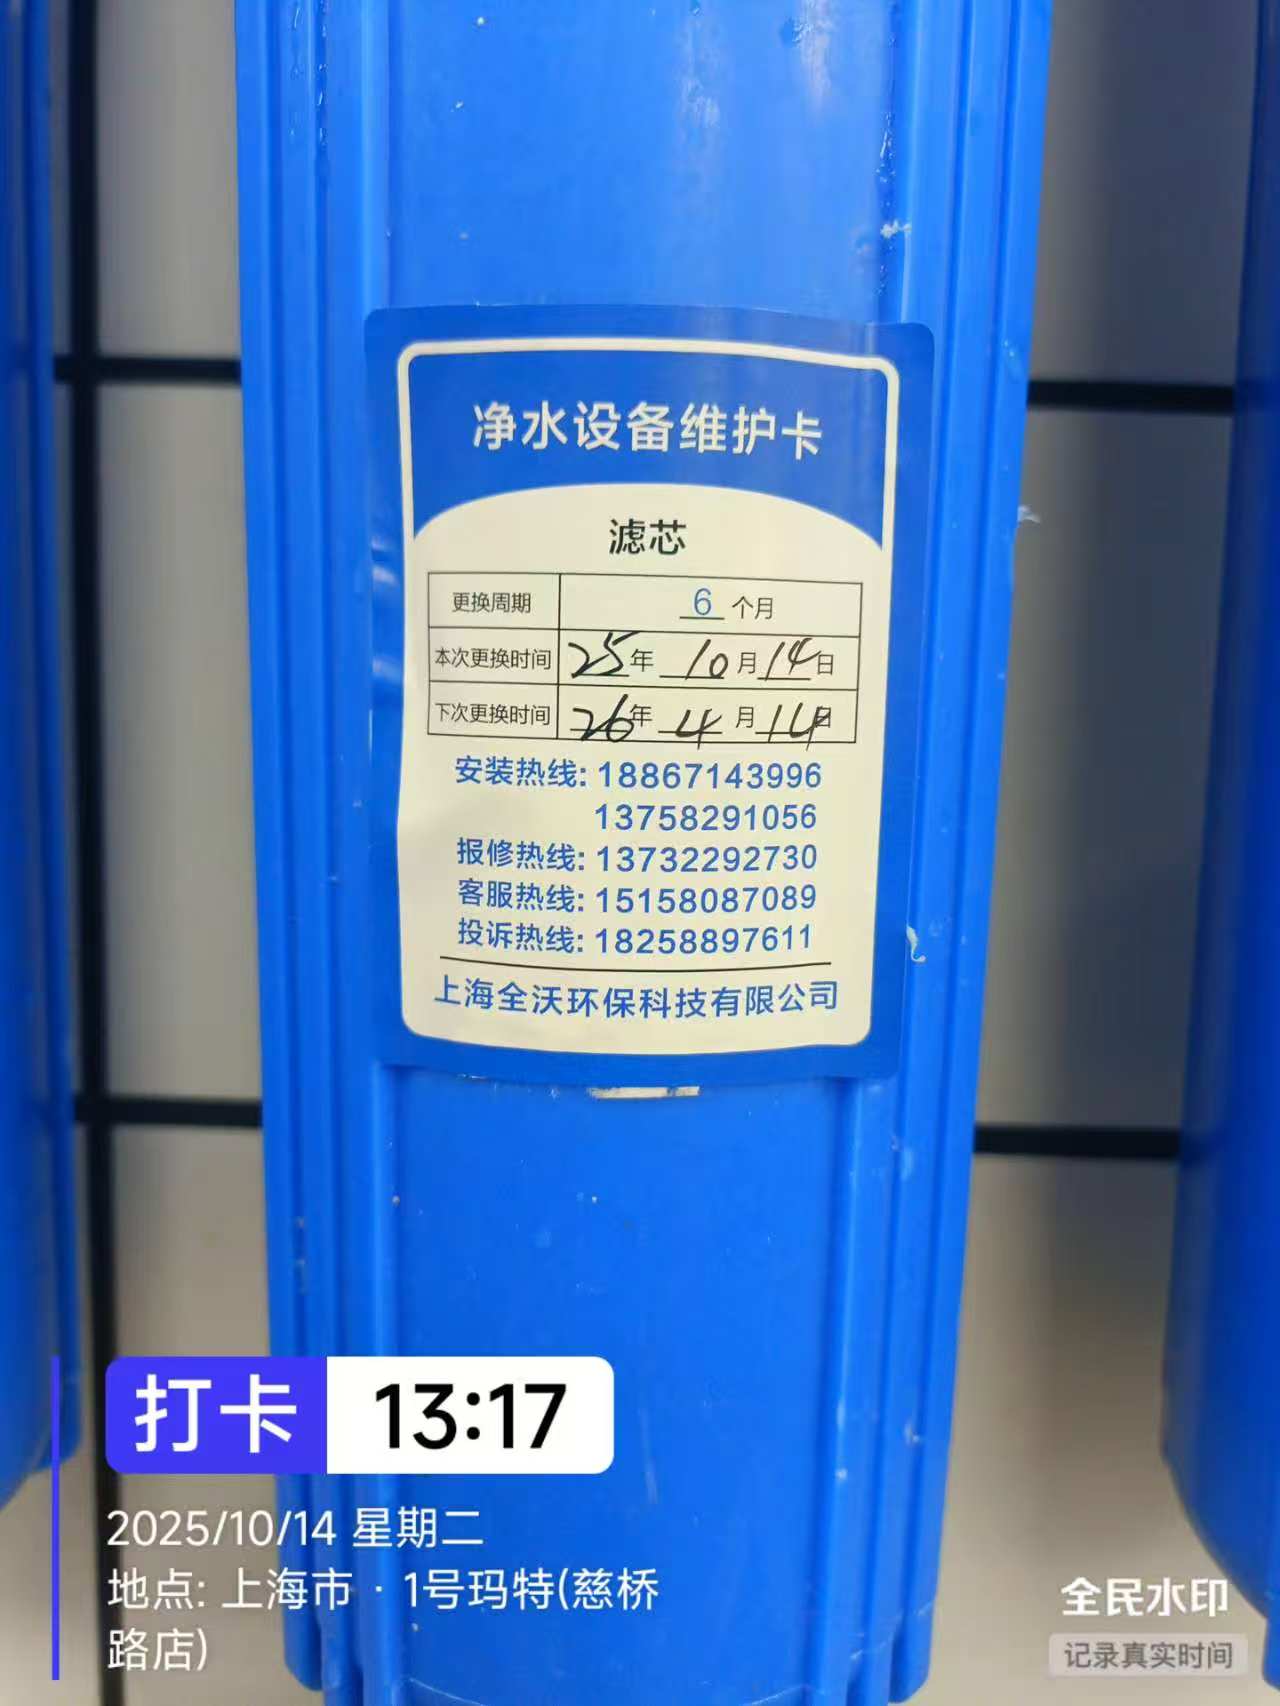 净水设备维护卡
滤芯
更换周期 6 个月
本次更换时间 25年 10月14日
下次更换时间 26年 4月14日
安装热线: 18867143996
13758291056
报修热线: 13732292730
客服热线: 15158087089
投诉热线: 18258897611
上海全沃环保科技有限公司
打卡 13:17
2025/10/14 星期二
地点: 上海市 · 1号玛特(慈桥
路店)
全民水印
记录真实时间